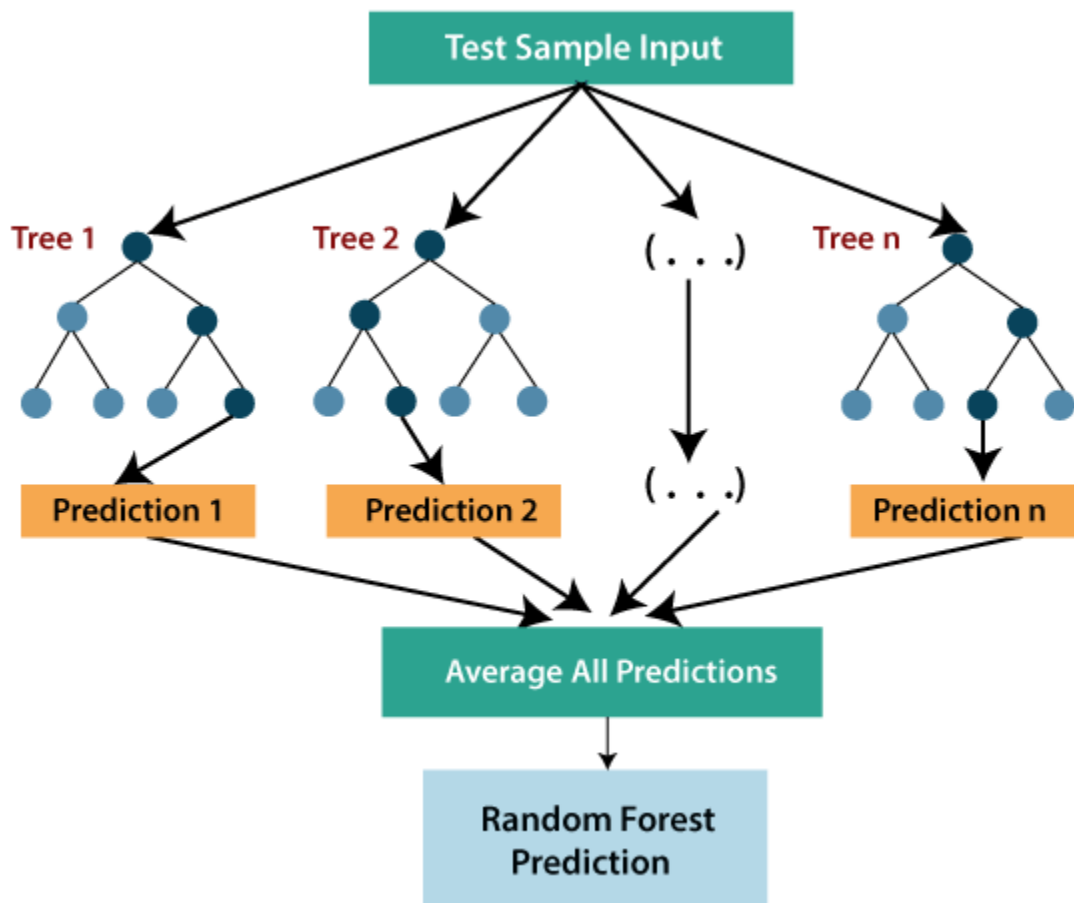 Test Sample Input
Tree 1
Tree 2
(. . .)
Tree n
(. . .)
Prediction 1
Prediction 2
Prediction n
Average All Predictions
Random Forest
Prediction